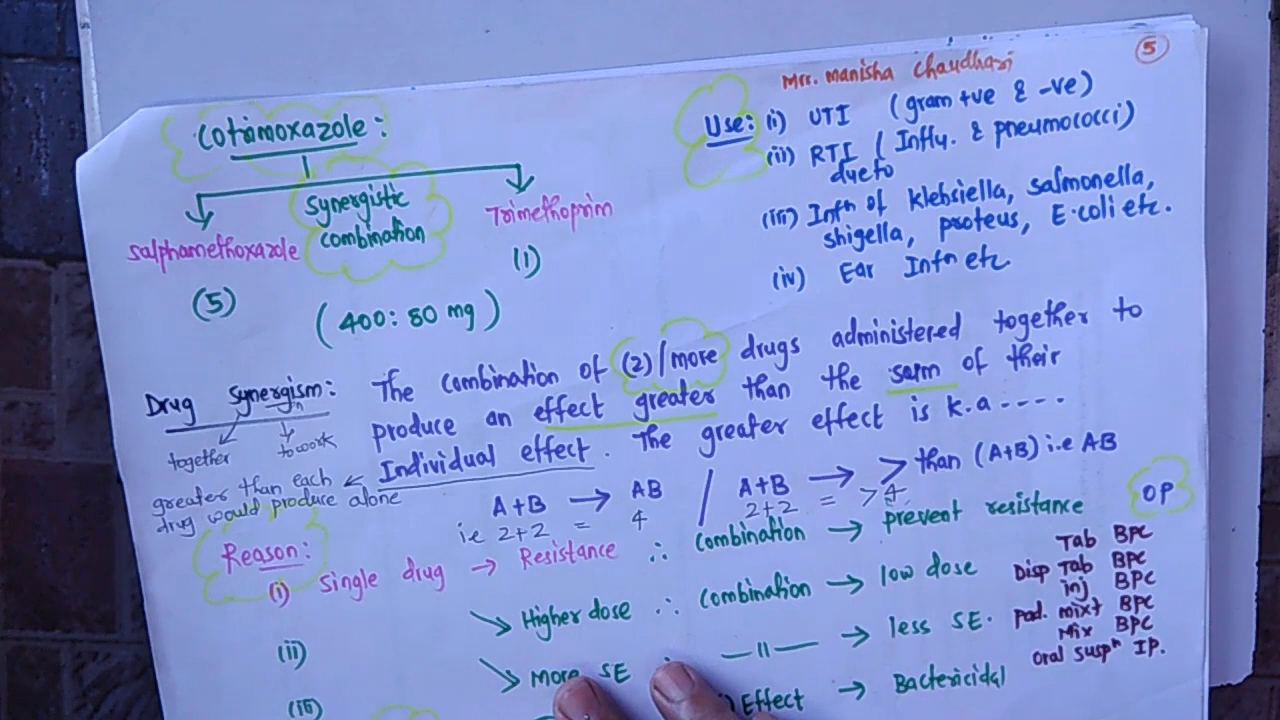 5
Mrs. Manisha Chaudhari
Cotrimoxazole:
Synergistic
combination
Salphamethoxazole
Trimethoprim
(5)
(1)
(400: 80 mg)
Use: (i) UTI (gram +ve & -ve)
(ii) RTI ( Influ. & pneumococci)
dueto
(iii) Infⁿ of klebsiella, salmonella,
shigella, proteus, E.coli etc.
(iv) Ear Infⁿ etc
Drug synergism:
together
to work
The combination of (2)/more drugs administered together to
produce an effect greater than the sum of their
Individual effect. The greater effect is k.a----.
greater than each
drug would produce alone
A+B → AB / A+B → > than (A+B) i.e AB
ie 2+2 = 4 2+2 = >4
Reason:
(i) Single drug → Resistance ∴ combination → prevent resistance
(ii) Higher dose ∴ combination → low dose
(iii) More SE ∴ —11— → less SE.
Effect → Bactericidal
OP
Tab BPC
Disp Tab BPC
inj BPC
pad. mixt BPC
Mix BPC
Oral suspⁿ IP.